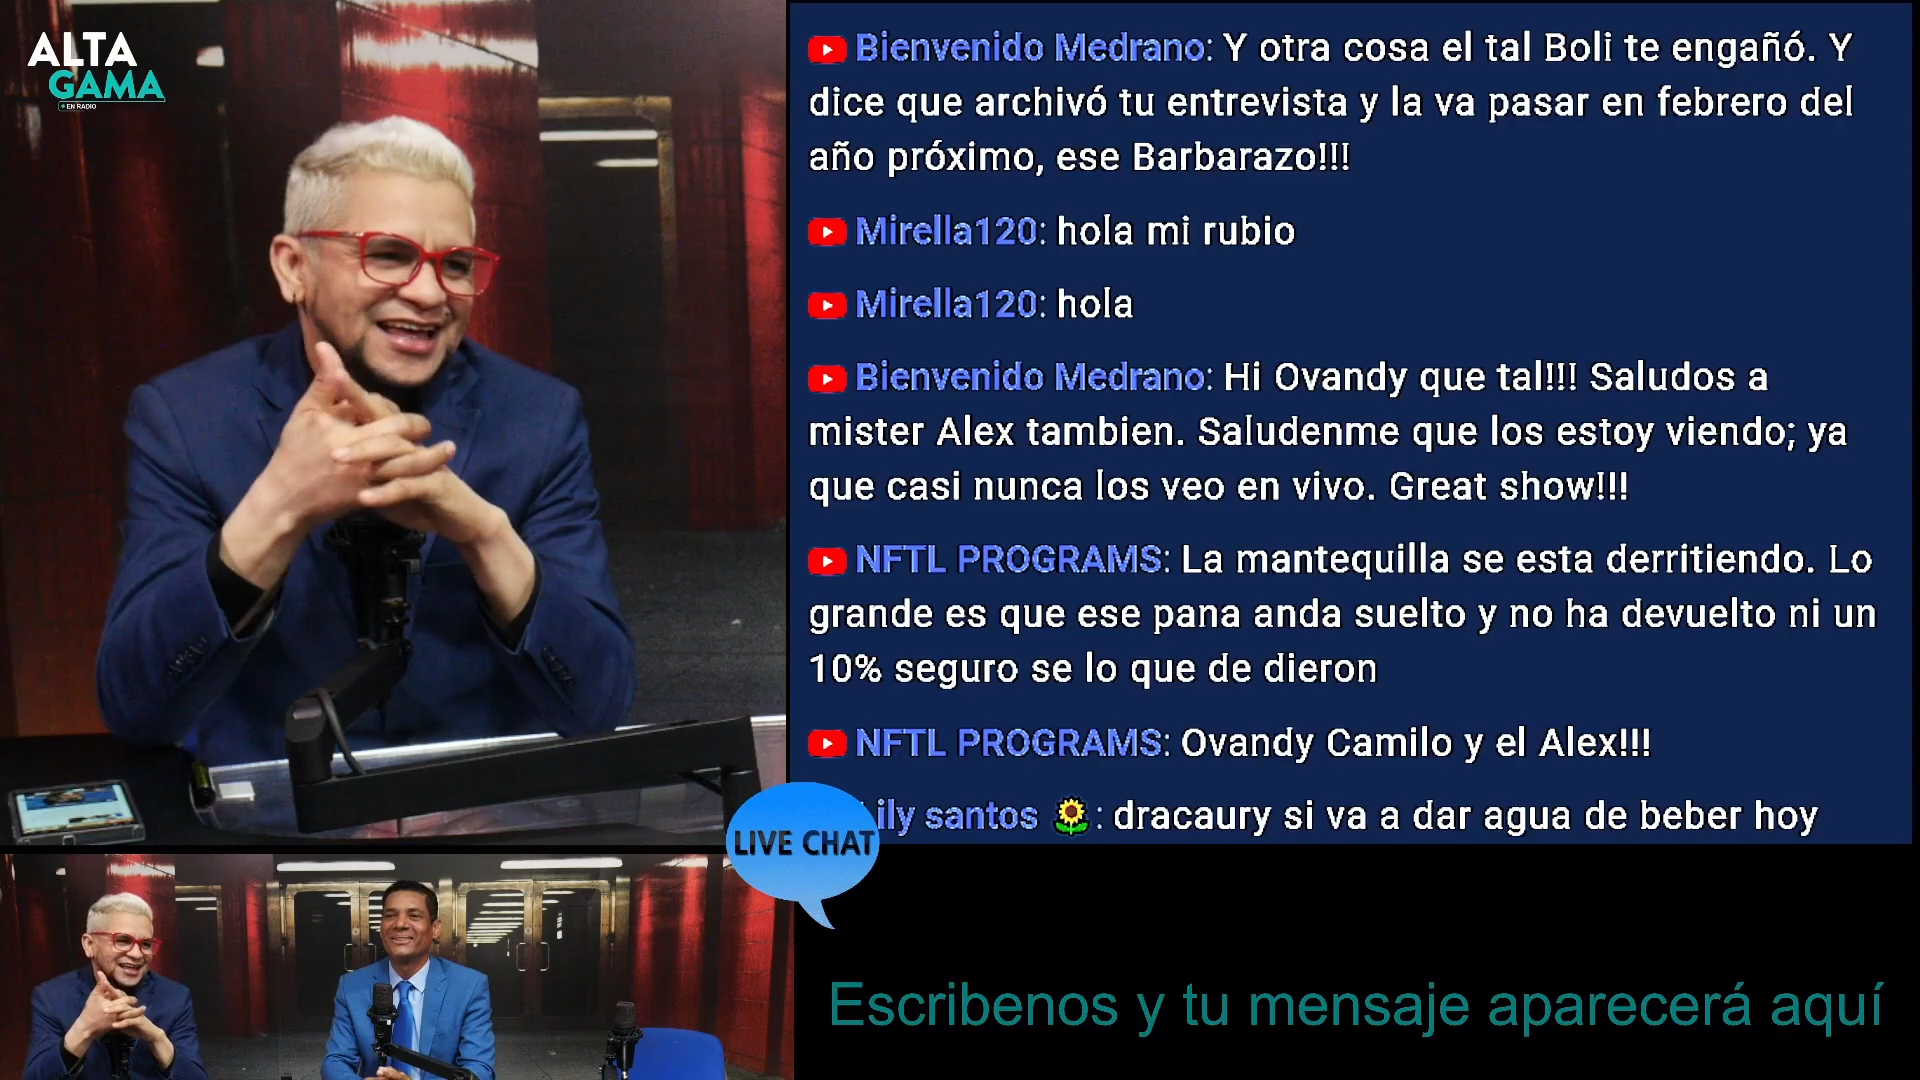 ALTA
GAMA
EN RADIO
Bienvenido Medrano: Y otra cosa el tal Boli te engañó. Y
dice que archivó tu entrevista y la va pasar en febrero del
año próximo, ese Barbarazo!!!
Mirella120: hola mi rubio
Mirella120: hola
Bienvenido Medrano: Hi Ovandy que tal!!! Saludos a
mister Alex tambien. Saludenme que los estoy viendo; ya
que casi nunca los veo en vivo. Great show!!!
NFTL PROGRAMS: La mantequilla se esta derritiendo. Lo
grande es que ese pana anda suelto y no ha devuelto ni un
10% seguro se lo que de dieron
NFTL PROGRAMS: Ovandy Camilo y el Alex!!!
ily santos 🌻: dracaury si va a dar agua de beber hoy
LIVE CHAT
Escribenos y tu mensaje aparecerá aquí